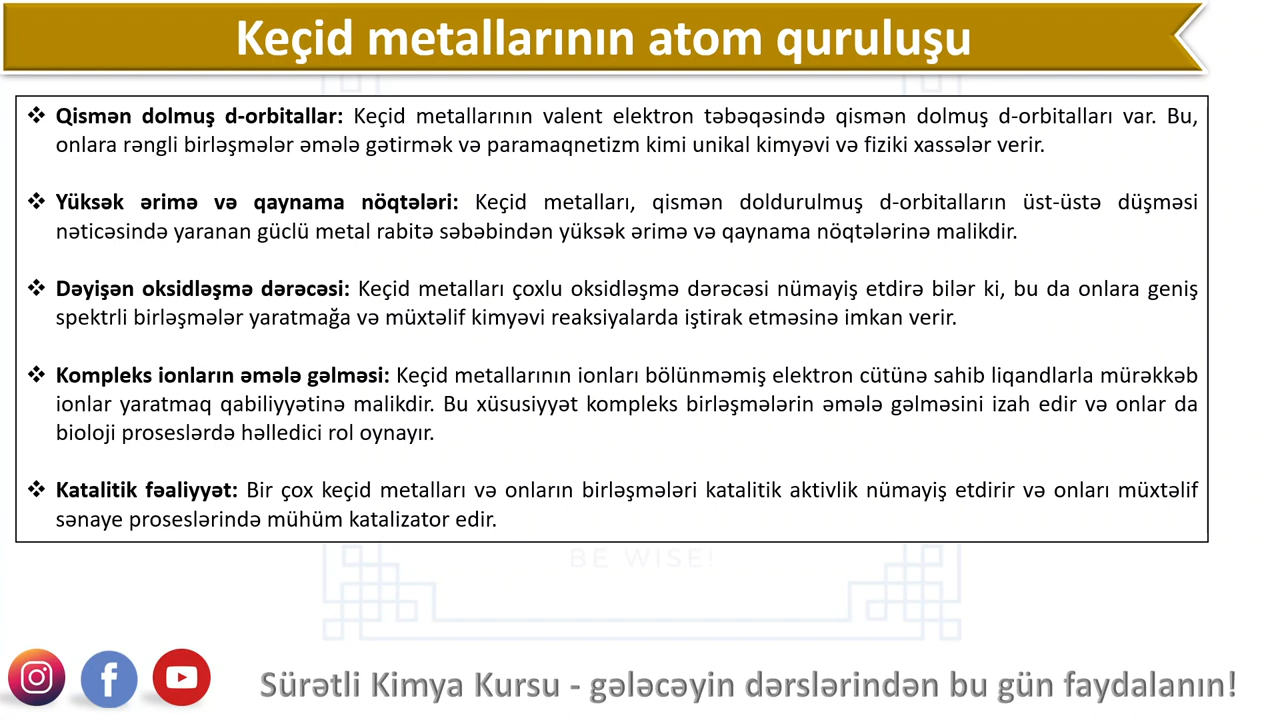 Keçid metallarının atom quruluşu
❖ Qismən dolmuş d-orbitallar: Keçid metallarının valent elektron təbəqəsində qismən dolmuş d-orbitalları var. Bu,
onlara rəngli birləşmələr əmələ gətirmək və paramaqnetizm kimi unikal kimyəvi və fiziki xassələr verir.
❖ Yüksək ərimə və qaynama nöqtələri: Keçid metalları, qismən doldurulmuş d-orbitalların üst-üstə düşməsi
nəticəsində yaranan güclü metal rabitə səbəbindən yüksək ərimə və qaynama nöqtələrinə malikdir.
❖ Dəyişən oksidləşmə dərəcəsi: Keçid metalları çoxlu oksidləşmə dərəcəsi nümayiş etdirə bilər ki, bu da onlara geniş
spektrli birləşmələr yaratmağa və müxtəlif kimyəvi reaksiyalarda iştirak etməsinə imkan verir.
❖ Kompleks ionların əmələ gəlməsi: Keçid metallarının ionları bölünməmiş elektron cütünə sahib liqandlarla mürəkkəb
ionlar yaratmaq qabiliyyətinə malikdir. Bu xüsusiyyət kompleks birləşmələrin əmələ gəlməsini izah edir və onlar da
bioloji proseslərdə həlledici rol oynayır.
❖ Katalitik fəaliyyət: Bir çox keçid metalları və onların birləşmələri katalitik aktivlik nümayiş etdirir və onları müxtəlif
sənaye proseslərində mühüm katalizator edir.
BE WISE!
Sürətli Kimya Kursu - gələcəyin dərslərindən bu gün faydalanın!